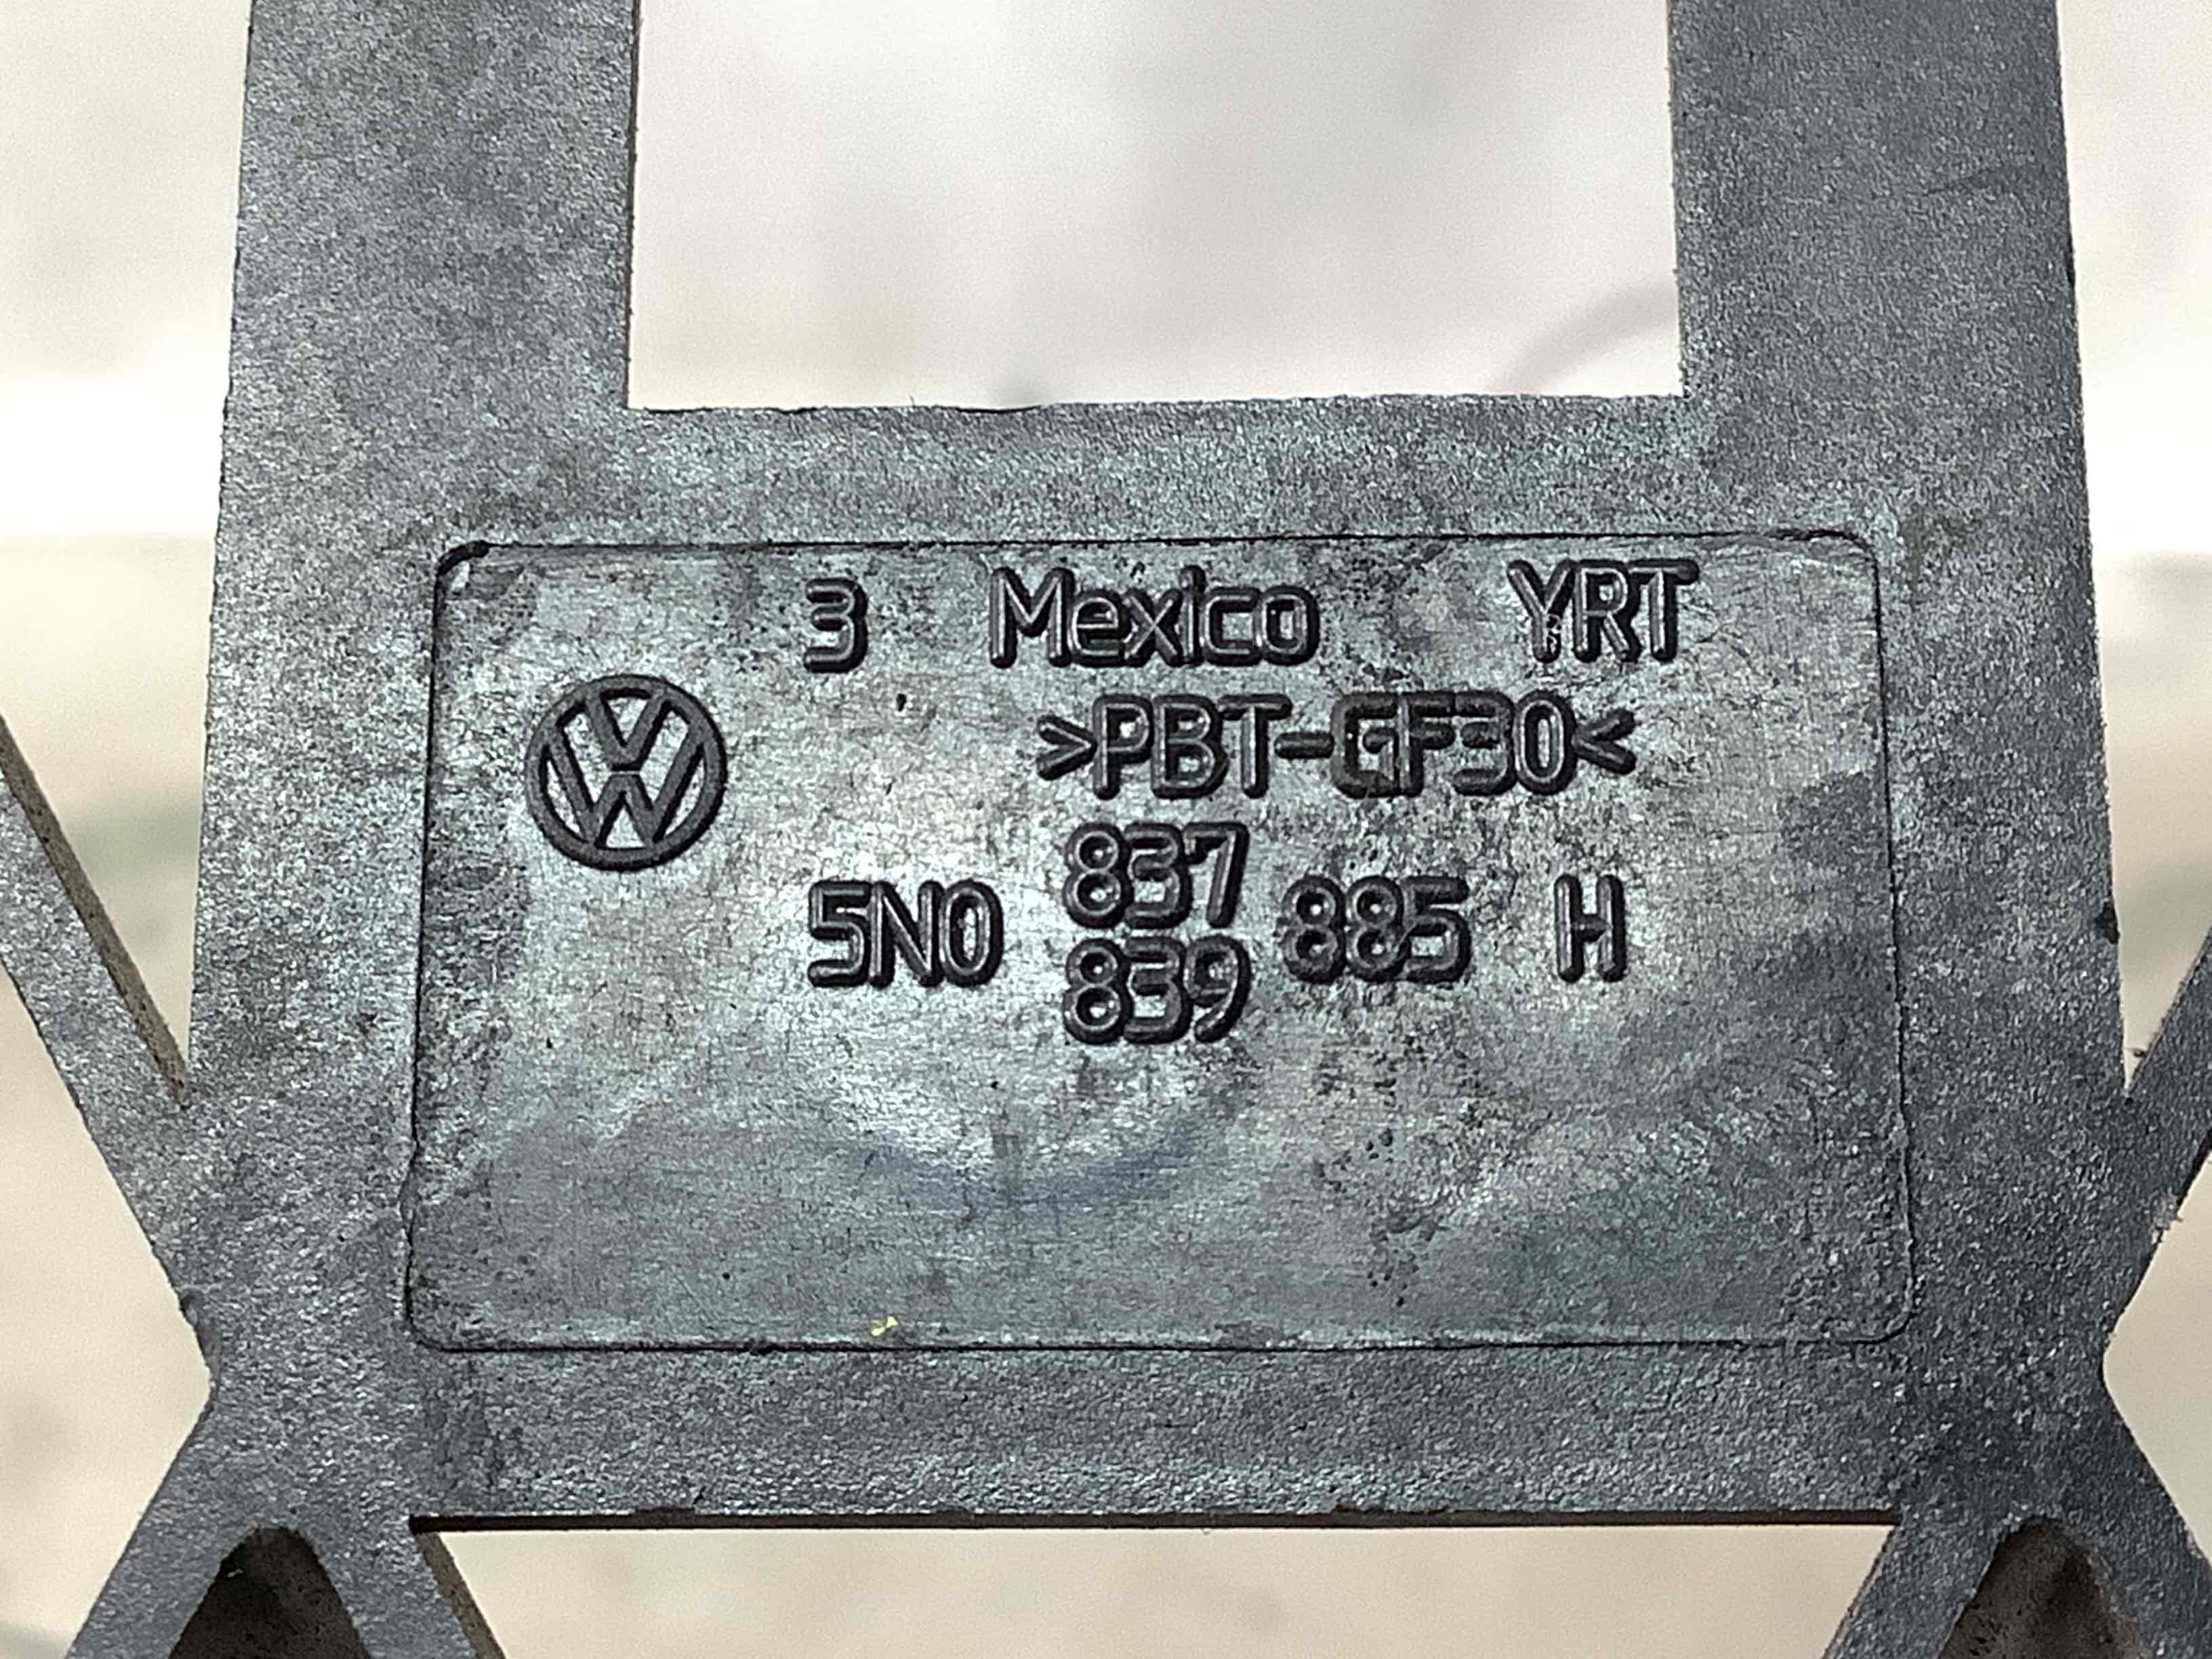 3 Mexico YRT
>PBT-GF30<
837
5N0 885 H
839